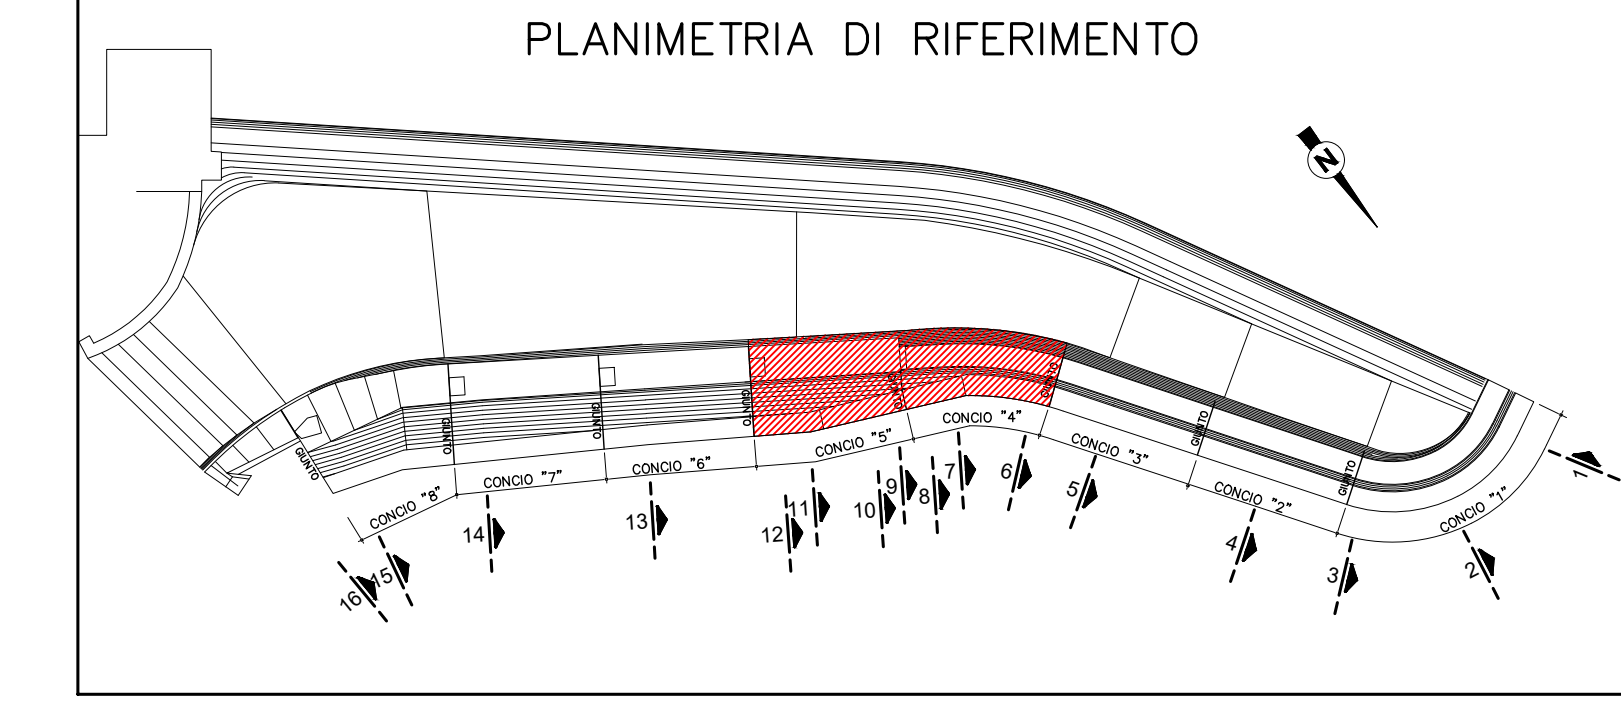 PLANIMETRIA DI RIFERIMENTO
N
GIUNTO
GIUNTO
GIUNTO
GIUNTO
GIUNTO
GIUNTO
GIUNTO
GIUNTO
CONCIO "8"
CONCIO "7"
CONCIO "6"
CONCIO "5"
CONCIO "4"
CONCIO "3"
CONCIO "2"
CONCIO "1"
16
15
14
13
12
11
10
9
8
7
6
5
4
3
2
1